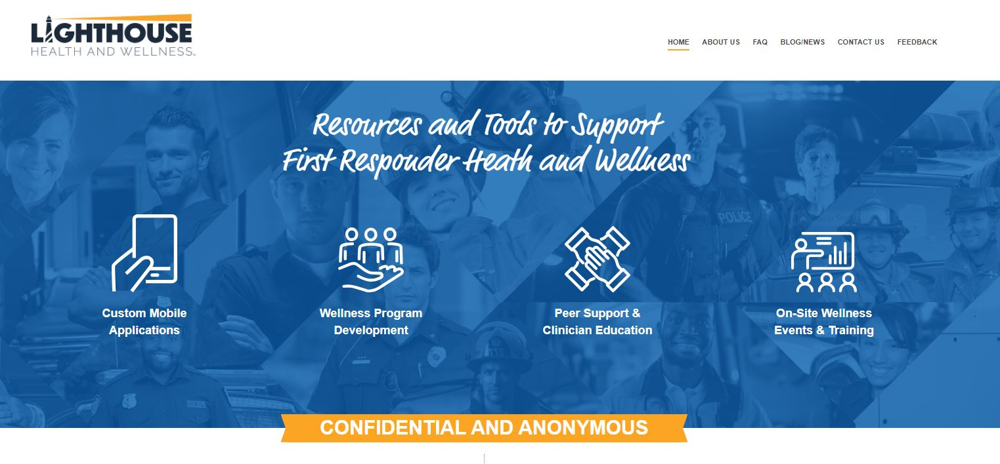 LIGHTHOUSE
HEALTH AND WELLNESS
HOME ABOUT US FAQ BLOG/NEWS CONTACT US FEEDBACK
Resources and Tools to Support
First Responder Heath and Wellness
POLICE
Custom Mobile
Applications
Wellness Program
Development
Peer Support &
Clinician Education
On-Site Wellness
Events & Training
CONFIDENTIAL AND ANONYMOUS